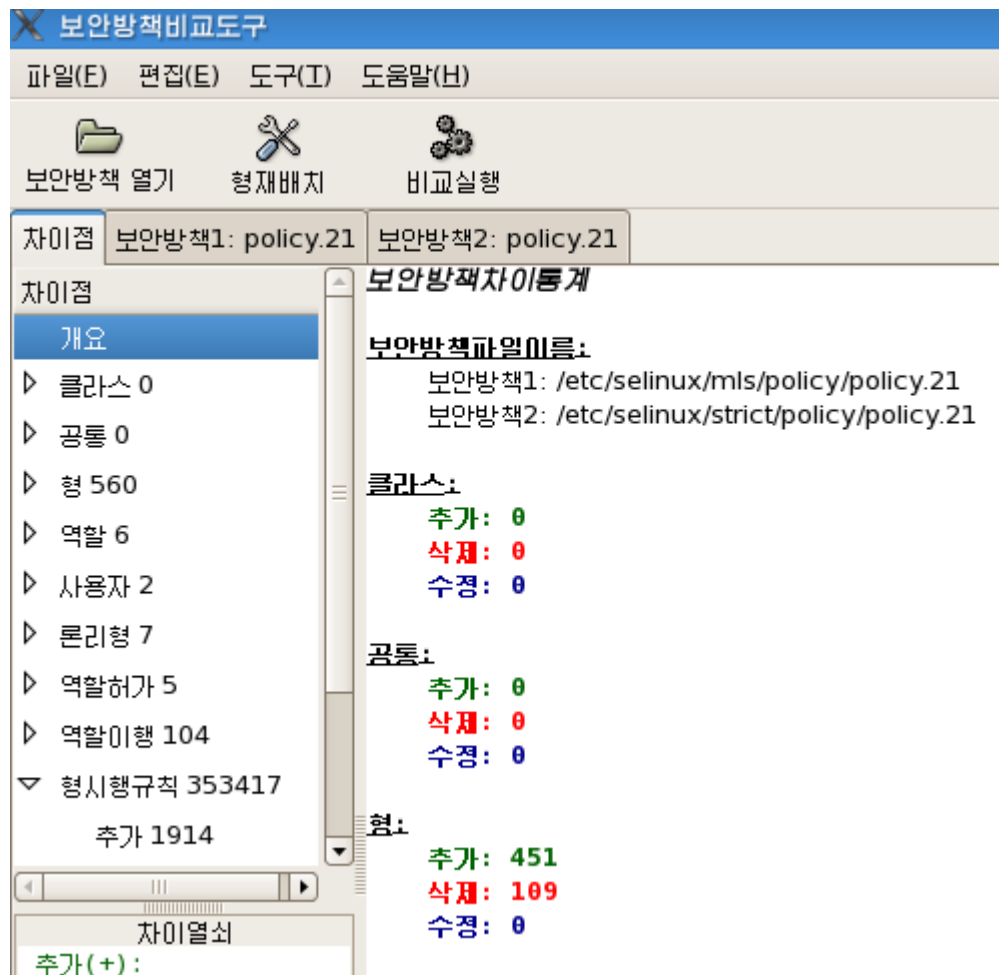 보안방책비교도구
파일(F) 편집(E) 도구(T) 도움말(H)
보안방책 열기 형재배치 비교실행
차이점 보안방책1: policy.21 보안방책2: policy.21
차이점
개요
클라스 0
공통 0
형 560
역할 6
사용자 2
론리형 7
역할허가 5
역할이행 104
형시행규칙 353417
추가 1914
차이열쇠
추가(+):
보안방책차이통계
보안방책파일이름:
보안방책1: /etc/selinux/mls/policy/policy.21
보안방책2: /etc/selinux/strict/policy/policy.21
클라스:
추가: 0
삭제: 0
수정: 0
공통:
추가: 0
삭제: 0
수정: 0
형:
추가: 451
삭제: 109
수정: 0